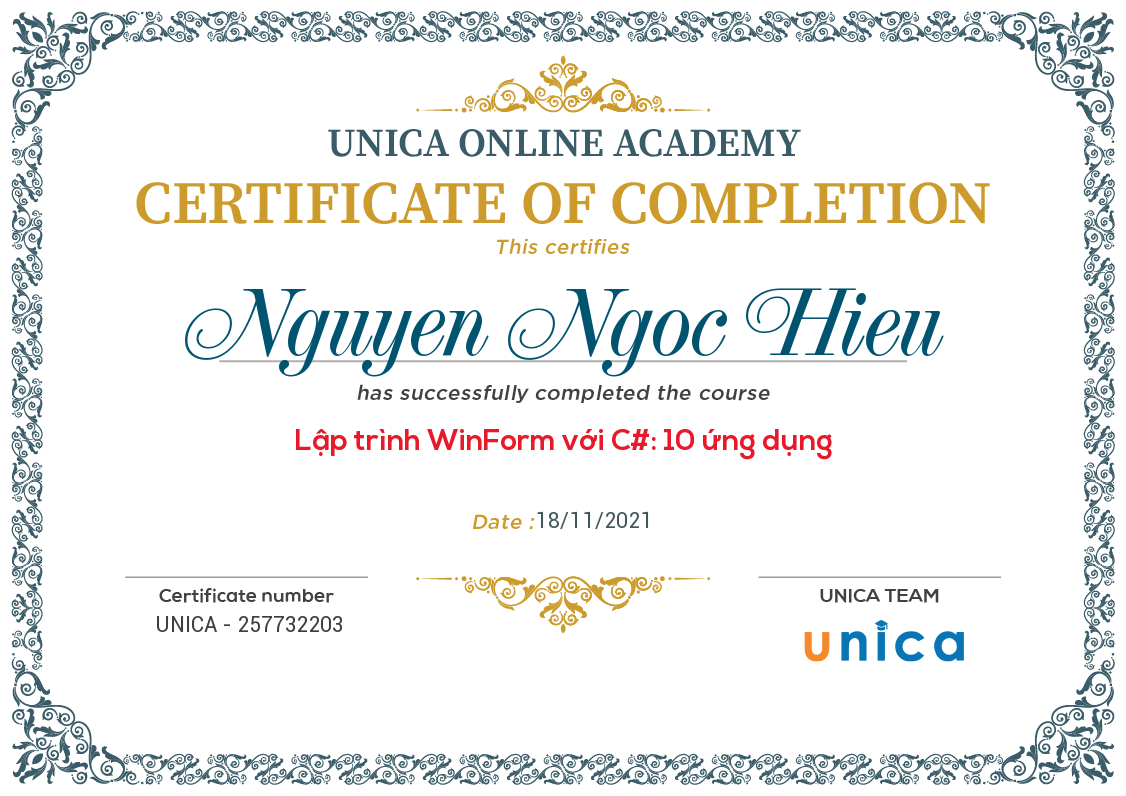 UNICA ONLINE ACADEMY
CERTIFICATE OF COMPLETION
This certifies
Nguyen Ngoc Hieu
has successfully completed the course
Lập trình WinForm với C#: 10 ứng dụng
Date :18/11/2021
Certificate number
UNICA - 257732203
UNICA TEAM
unica